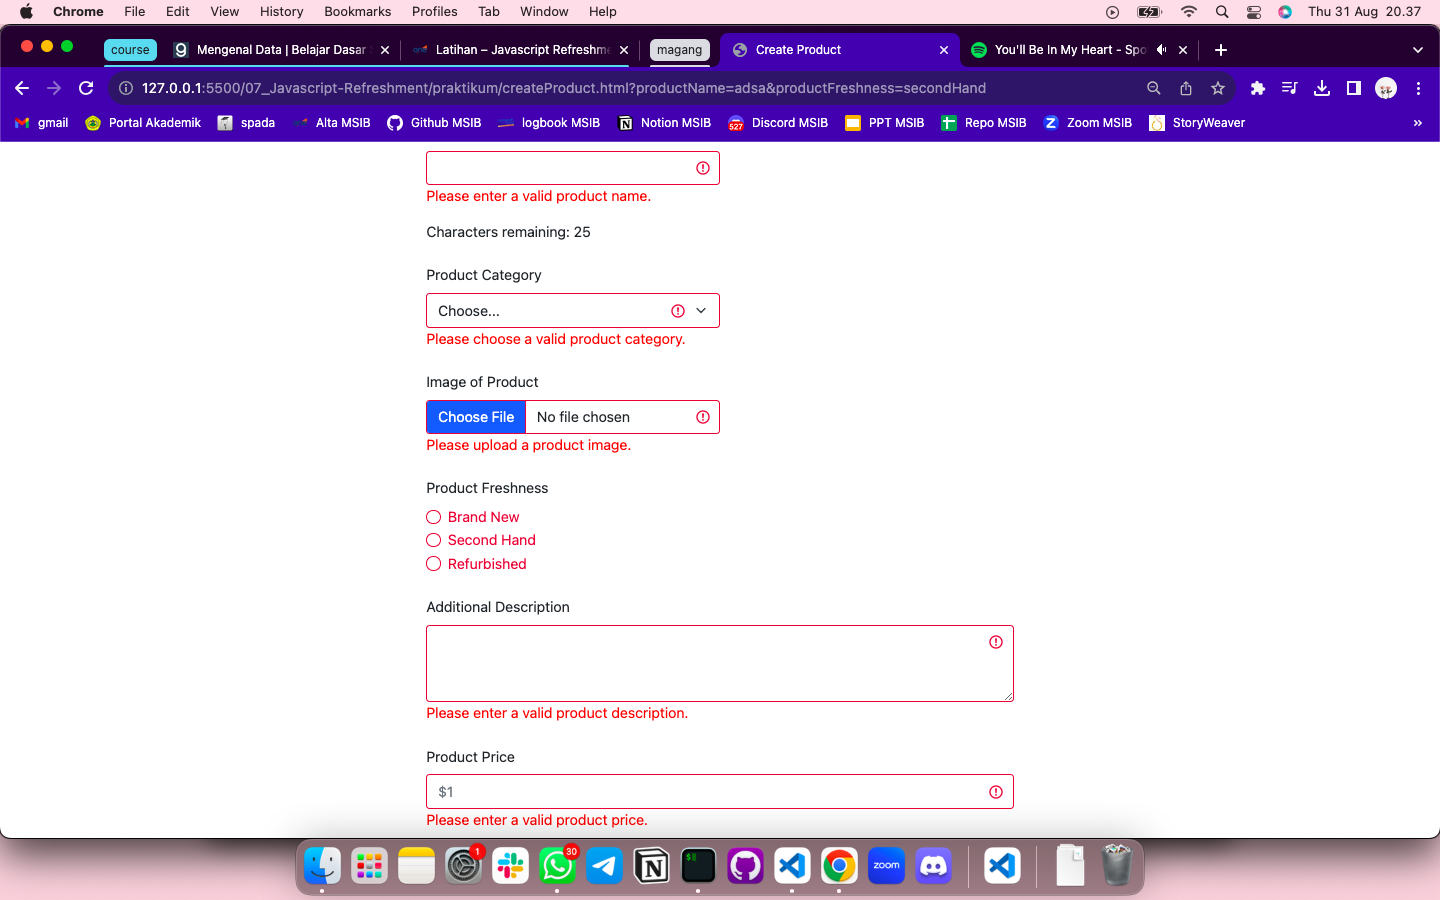 Chrome File Edit View History Bookmarks Profiles Tab Window Help Thu 31 Aug 20.37
course Mengenal Data | Belajar Dasar Latihan – Javascript Refreshme magang Create Product You'll Be In My Heart - Spo
127.0.0.1:5500/07_Javascript-Refreshment/praktikum/createProduct.html?productName=adsa&productFreshness=secondHand
gmail Portal Akademik spada Alta MSIB Github MSIB logbook MSIB Notion MSIB 527 Discord MSIB PPT MSIB Repo MSIB Z Zoom MSIB StoryWeaver »
Please enter a valid product name.
Characters remaining: 25
Product Category
Choose...
Please choose a valid product category.
Image of Product
Choose File No file chosen
Please upload a product image.
Product Freshness
Brand New
Second Hand
Refurbished
Additional Description
Please enter a valid product description.
Product Price
$1
Please enter a valid product price.
1 30 zoom